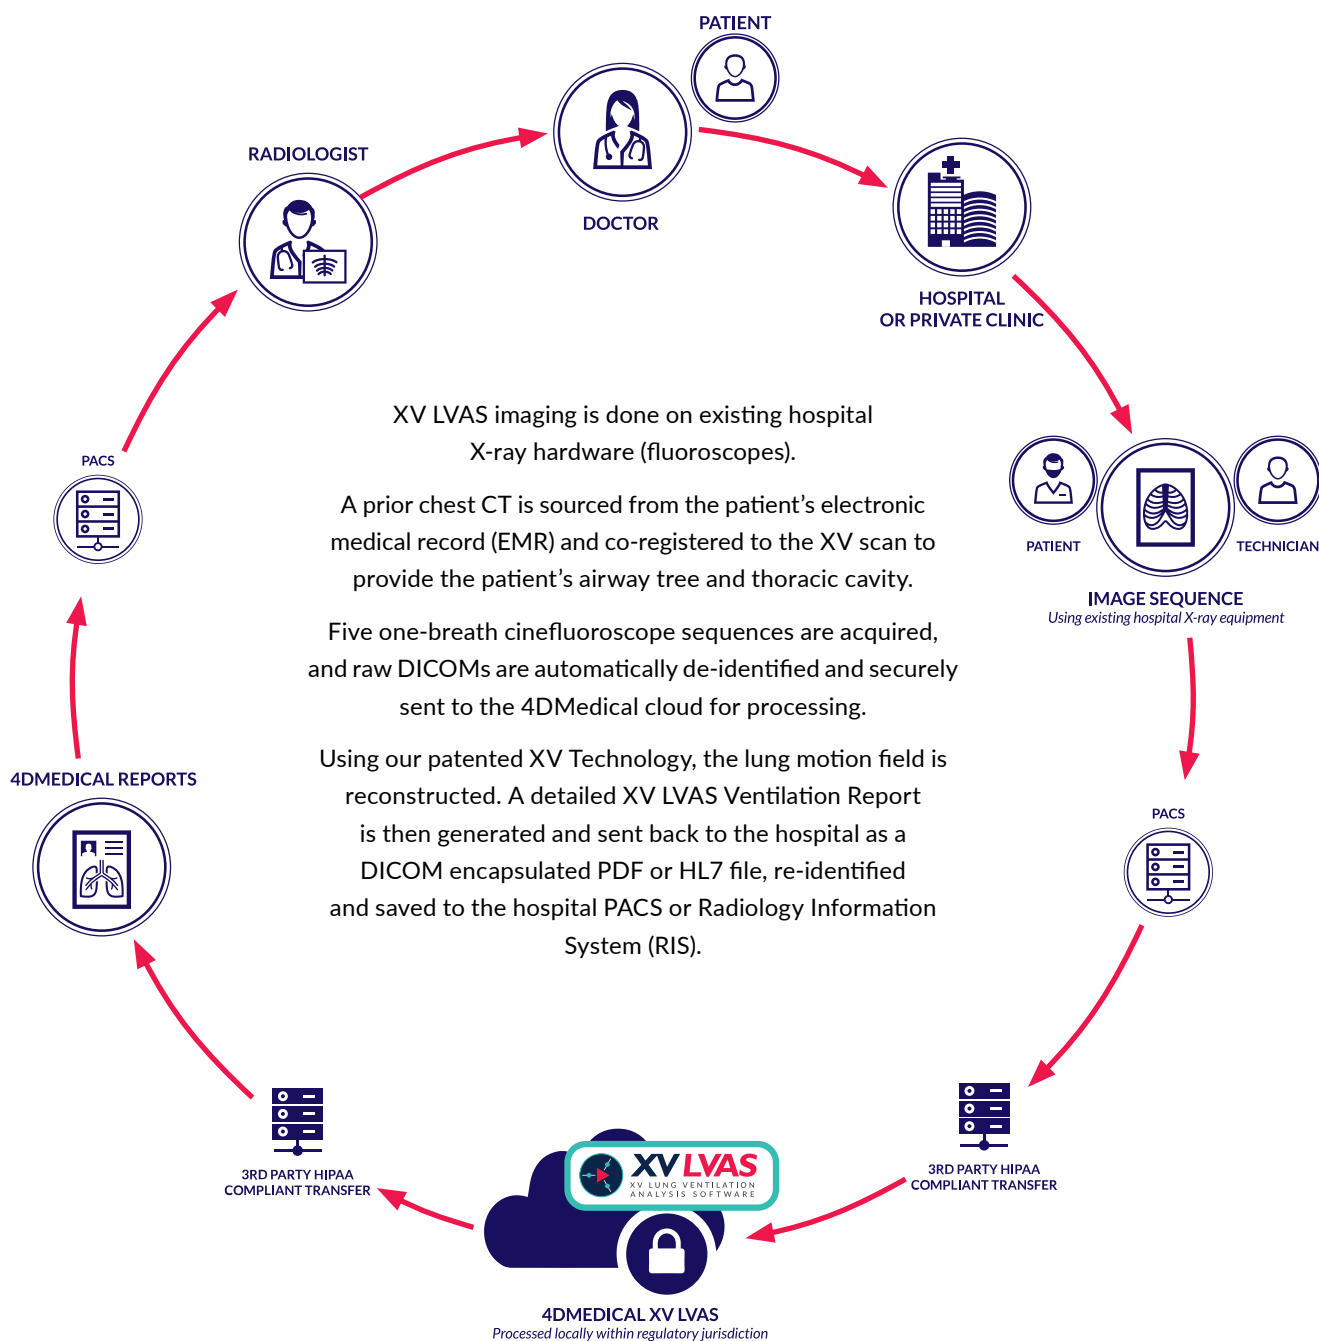 PATIENT
RADIOLOGIST
DOCTOR
HOSPITAL
OR PRIVATE CLINIC
XV LVAS imaging is done on existing hospital
X-ray hardware (fluoroscopes).
A prior chest CT is sourced from the patient's electronic
medical record (EMR) and co-registered to the XV scan to
provide the patient's airway tree and thoracic cavity.
Five one-breath cinefluoroscope sequences are acquired,
and raw DICOMs are automatically de-identified and securely
sent to the 4DMedical cloud for processing.
Using our patented XV Technology, the lung motion field is
reconstructed. A detailed XV LVAS Ventilation Report
is then generated and sent back to the hospital as a
DICOM encapsulated PDF or HL7 file, re-identified
and saved to the hospital PACS or Radiology Information
System (RIS).
PATIENT
TECHNICIAN
IMAGE SEQUENCE
Using existing hospital X-ray equipment
PACS
3RD PARTY HIPAA
COMPLIANT TRANSFER
XV LVAS
XV LUNG VENTILATION
ANALYSIS SOFTWARE
4DMEDICAL XV LVAS
Processed locally within regulatory jurisdiction
3RD PARTY HIPAA
COMPLIANT TRANSFER
4DMEDICAL REPORTS
PACS